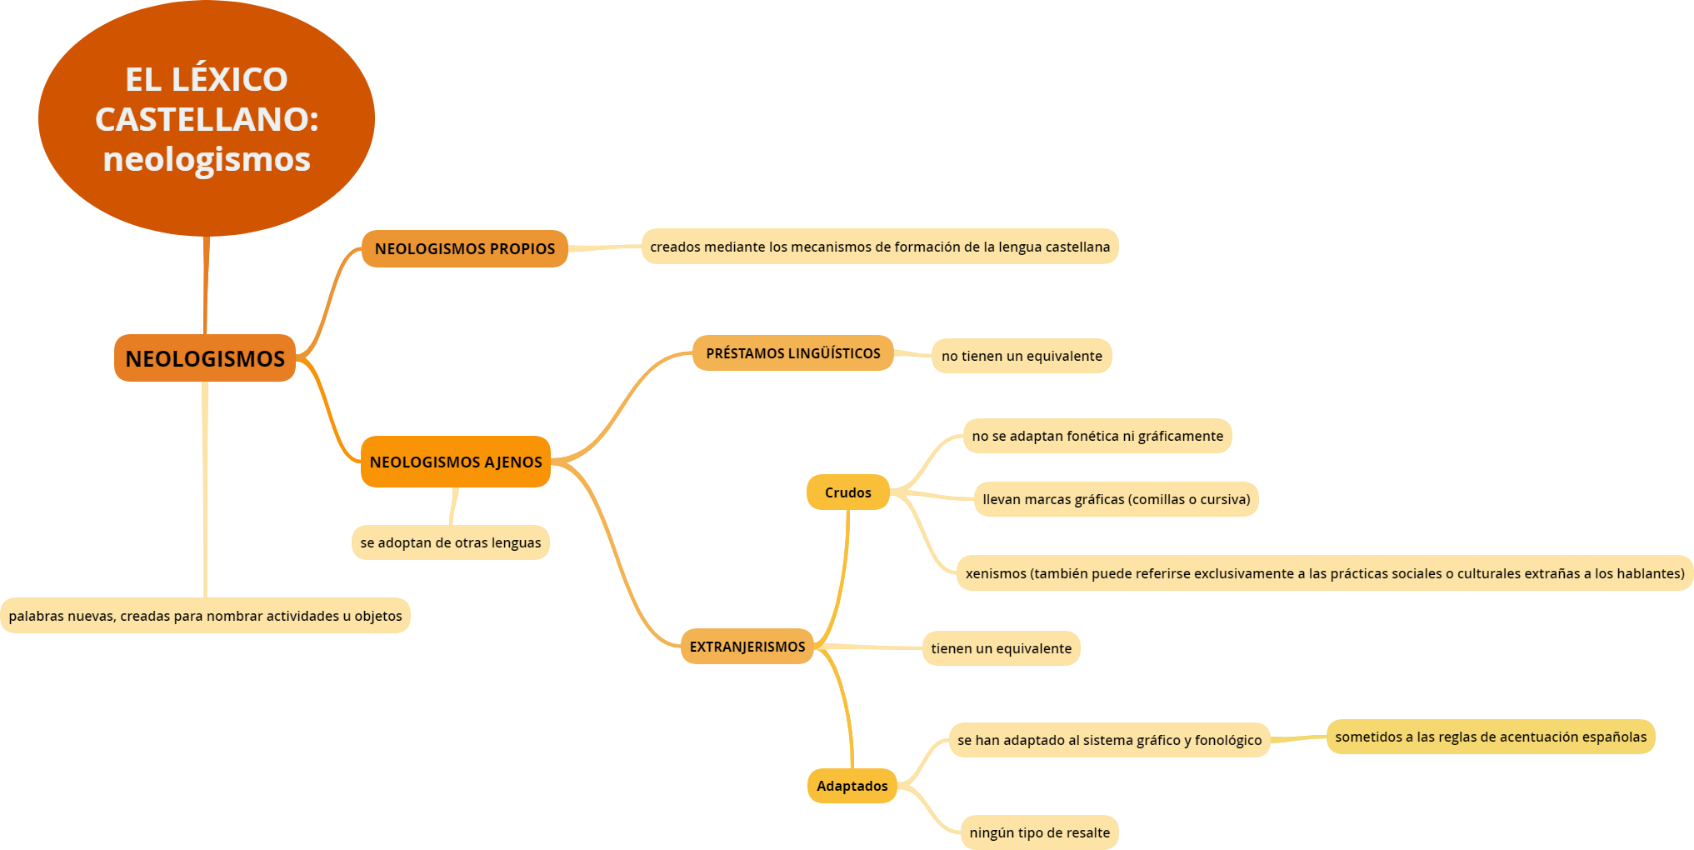 EL LÉXICO
CASTELLANO:
neologismos
NEOLOGISMOS PROPIOS
creados mediante los mecanismos de formación de la lengua castellana
NEOLOGISMOS
PRÉSTAMOS LINGÜÍSTICOS
no tienen un equivalente
NEOLOGISMOS AJENOS
se adoptan de otras lenguas
palabras nuevas, creadas para nombrar actividades u objetos
Crudos
no se adaptan fonética ni gráficamente
llevan marcas gráficas (comillas o cursiva)
xenismos (también puede referirse exclusivamente a las prácticas sociales o culturales extrañas a los hablantes)
EXTRANJERISMOS
tienen un equivalente
Adaptados
se han adaptado al sistema gráfico y fonológico
sometidos a las reglas de acentuación españolas
ningún tipo de resalte